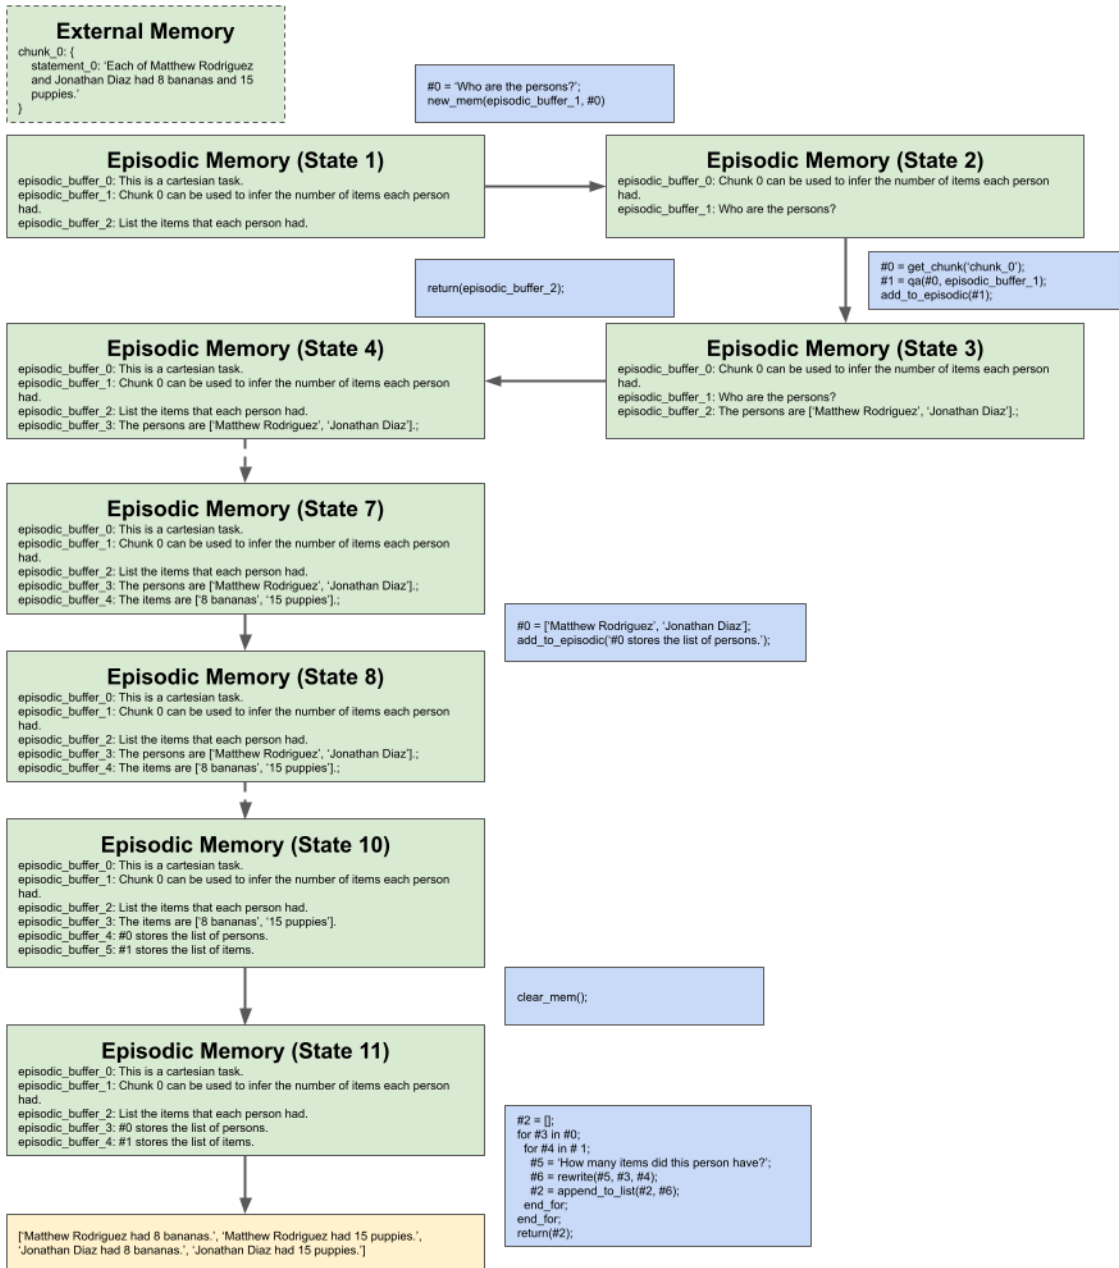 External Memory
chunk_0: {
statement_0: ‘Each of Matthew Rodriguez
and Jonathan Diaz had 8 bananas and 15
puppies.’
}
#0 = ‘Who are the persons?’;
new_mem(episodic_buffer_1, #0)
Episodic Memory (State 1)
episodic_buffer_0: This is a cartesian task.
episodic_buffer_1: Chunk 0 can be used to infer the number of items each person
had.
episodic_buffer_2: List the items that each person had.
Episodic Memory (State 2)
episodic_buffer_0: Chunk 0 can be used to infer the number of items each person
had.
episodic_buffer_1: Who are the persons?
#0 = get_chunk(‘chunk_0’);
#1 = qa(#0, episodic_buffer_1);
add_to_episodic(#1);
return(episodic_buffer_2);
Episodic Memory (State 3)
episodic_buffer_0: Chunk 0 can be used to infer the number of items each person
had.
episodic_buffer_1: Who are the persons?
episodic_buffer_2: The persons are [‘Matthew Rodriguez’, ‘Jonathan Diaz’].;
Episodic Memory (State 4)
episodic_buffer_0: This is a cartesian task.
episodic_buffer_1: Chunk 0 can be used to infer the number of items each person
had.
episodic_buffer_2: List the items that each person had.
episodic_buffer_3: The persons are [‘Matthew Rodriguez’, ‘Jonathan Diaz’].;
Episodic Memory (State 7)
episodic_buffer_0: This is a cartesian task.
episodic_buffer_1: Chunk 0 can be used to infer the number of items each person
had.
episodic_buffer_2: List the items that each person had.
episodic_buffer_3: The persons are [‘Matthew Rodriguez’, ‘Jonathan Diaz’].;
episodic_buffer_4: The items are [‘8 bananas’, ‘15 puppies’].;
#0 = [‘Matthew Rodriguez’, ‘Jonathan Diaz’];
add_to_episodic(‘#0 stores the list of persons.’);
Episodic Memory (State 8)
episodic_buffer_0: This is a cartesian task.
episodic_buffer_1: Chunk 0 can be used to infer the number of items each person
had.
episodic_buffer_2: List the items that each person had.
episodic_buffer_3: The persons are [‘Matthew Rodriguez’, ‘Jonathan Diaz’].;
episodic_buffer_4: The items are [‘8 bananas’, ‘15 puppies’].;
Episodic Memory (State 10)
episodic_buffer_0: This is a cartesian task.
episodic_buffer_1: Chunk 0 can be used to infer the number of items each person
had.
episodic_buffer_2: List the items that each person had.
episodic_buffer_3: The items are [‘8 bananas’, ‘15 puppies’].
episodic_buffer_4: #0 stores the list of persons.
episodic_buffer_5: #1 stores the list of items.
clear_mem();
Episodic Memory (State 11)
episodic_buffer_0: This is a cartesian task.
episodic_buffer_1: Chunk 0 can be used to infer the number of items each person
had.
episodic_buffer_2: List the items that each person had.
episodic_buffer_3: #0 stores the list of persons.
episodic_buffer_4: #1 stores the list of items.
#2 = [];
for #3 in #0;
for #4 in # 1;
#5 = ‘How many items did this person have?’;
#6 = rewrite(#5, #3, #4);
#2 = append_to_list(#2, #6);
end_for;
end_for;
return(#2);
[‘Matthew Rodriguez had 8 bananas.’, ‘Matthew Rodriguez had 15 puppies.’,
‘Jonathan Diaz had 8 bananas.’, ‘Jonathan Diaz had 15 puppies.’]